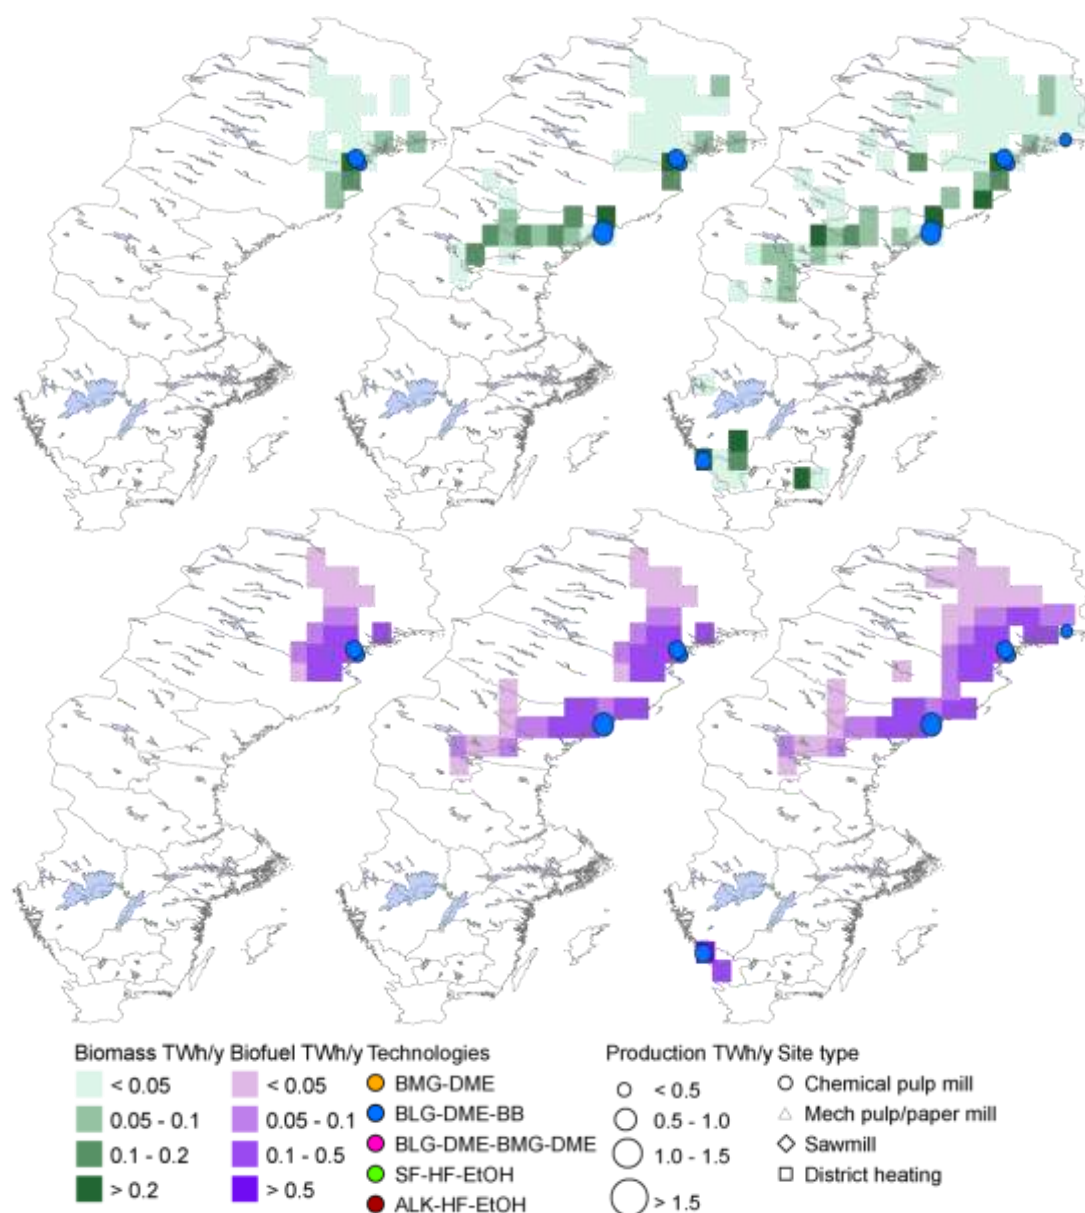 Biomass TWh/y Biofuel TWh/y Technologies Production TWh/y Site type
< 0.05 < 0.05 BMG-DME < 0.5 Chemical pulp mill
0.05 - 0.1 0.05 - 0.1 BLG-DME-BB 0.5 - 1.0 Mech pulp/paper mill
0.1 - 0.2 0.1 - 0.5 BLG-DME-BMG-DME 1.0 - 1.5 Sawmill
> 0.2 > 0.5 SF-HF-EtOH > 1.5 District heating
ALK-HF-EtOH